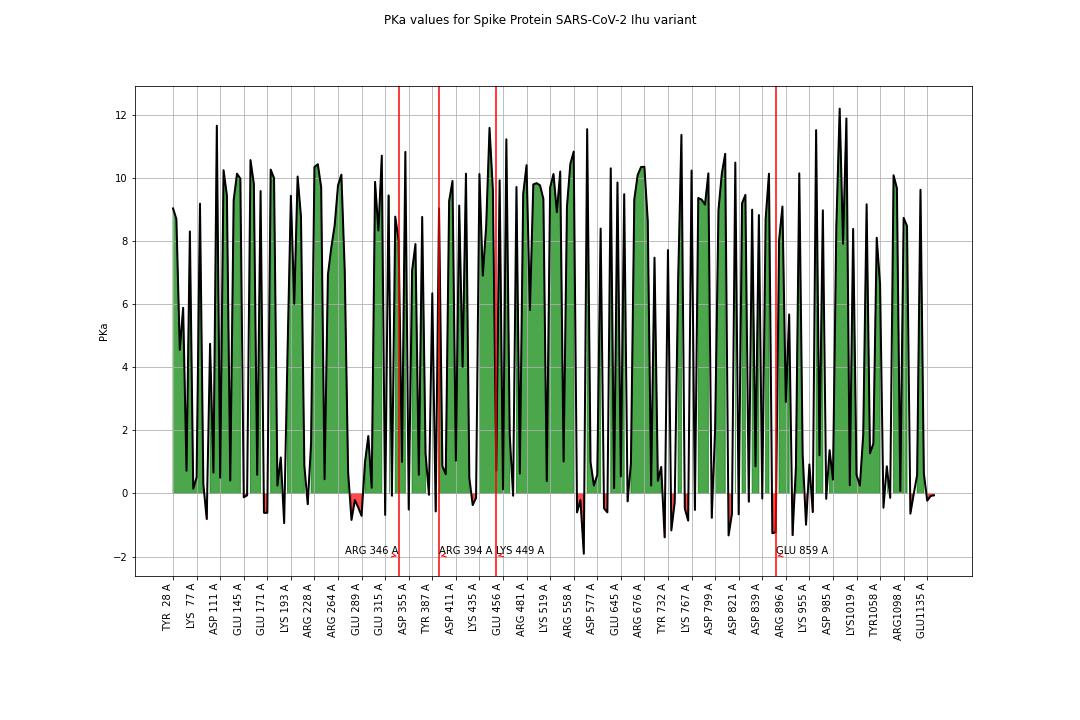 PKa values for Spike Protein SARS-CoV-2 Ihu variant
PKa
12
10
8
6
4
2
0
−2
ARG 346 A
ARG 394 A
LYS 449 A
GLU 859 A
TYR 28 A
LYS 77 A
ASP 111 A
GLU 145 A
GLU 171 A
LYS 193 A
ARG 228 A
ARG 264 A
GLU 289 A
GLU 315 A
ASP 355 A
TYR 387 A
ASP 411 A
LYS 435 A
GLU 456 A
ARG 481 A
LYS 519 A
ARG 558 A
ASP 577 A
GLU 645 A
ARG 676 A
TYR 732 A
LYS 767 A
ASP 799 A
ASP 821 A
ASP 839 A
ARG 896 A
LYS 955 A
ASP 985 A
LYS1019 A
TYR1058 A
ARG1098 A
GLU1135 A